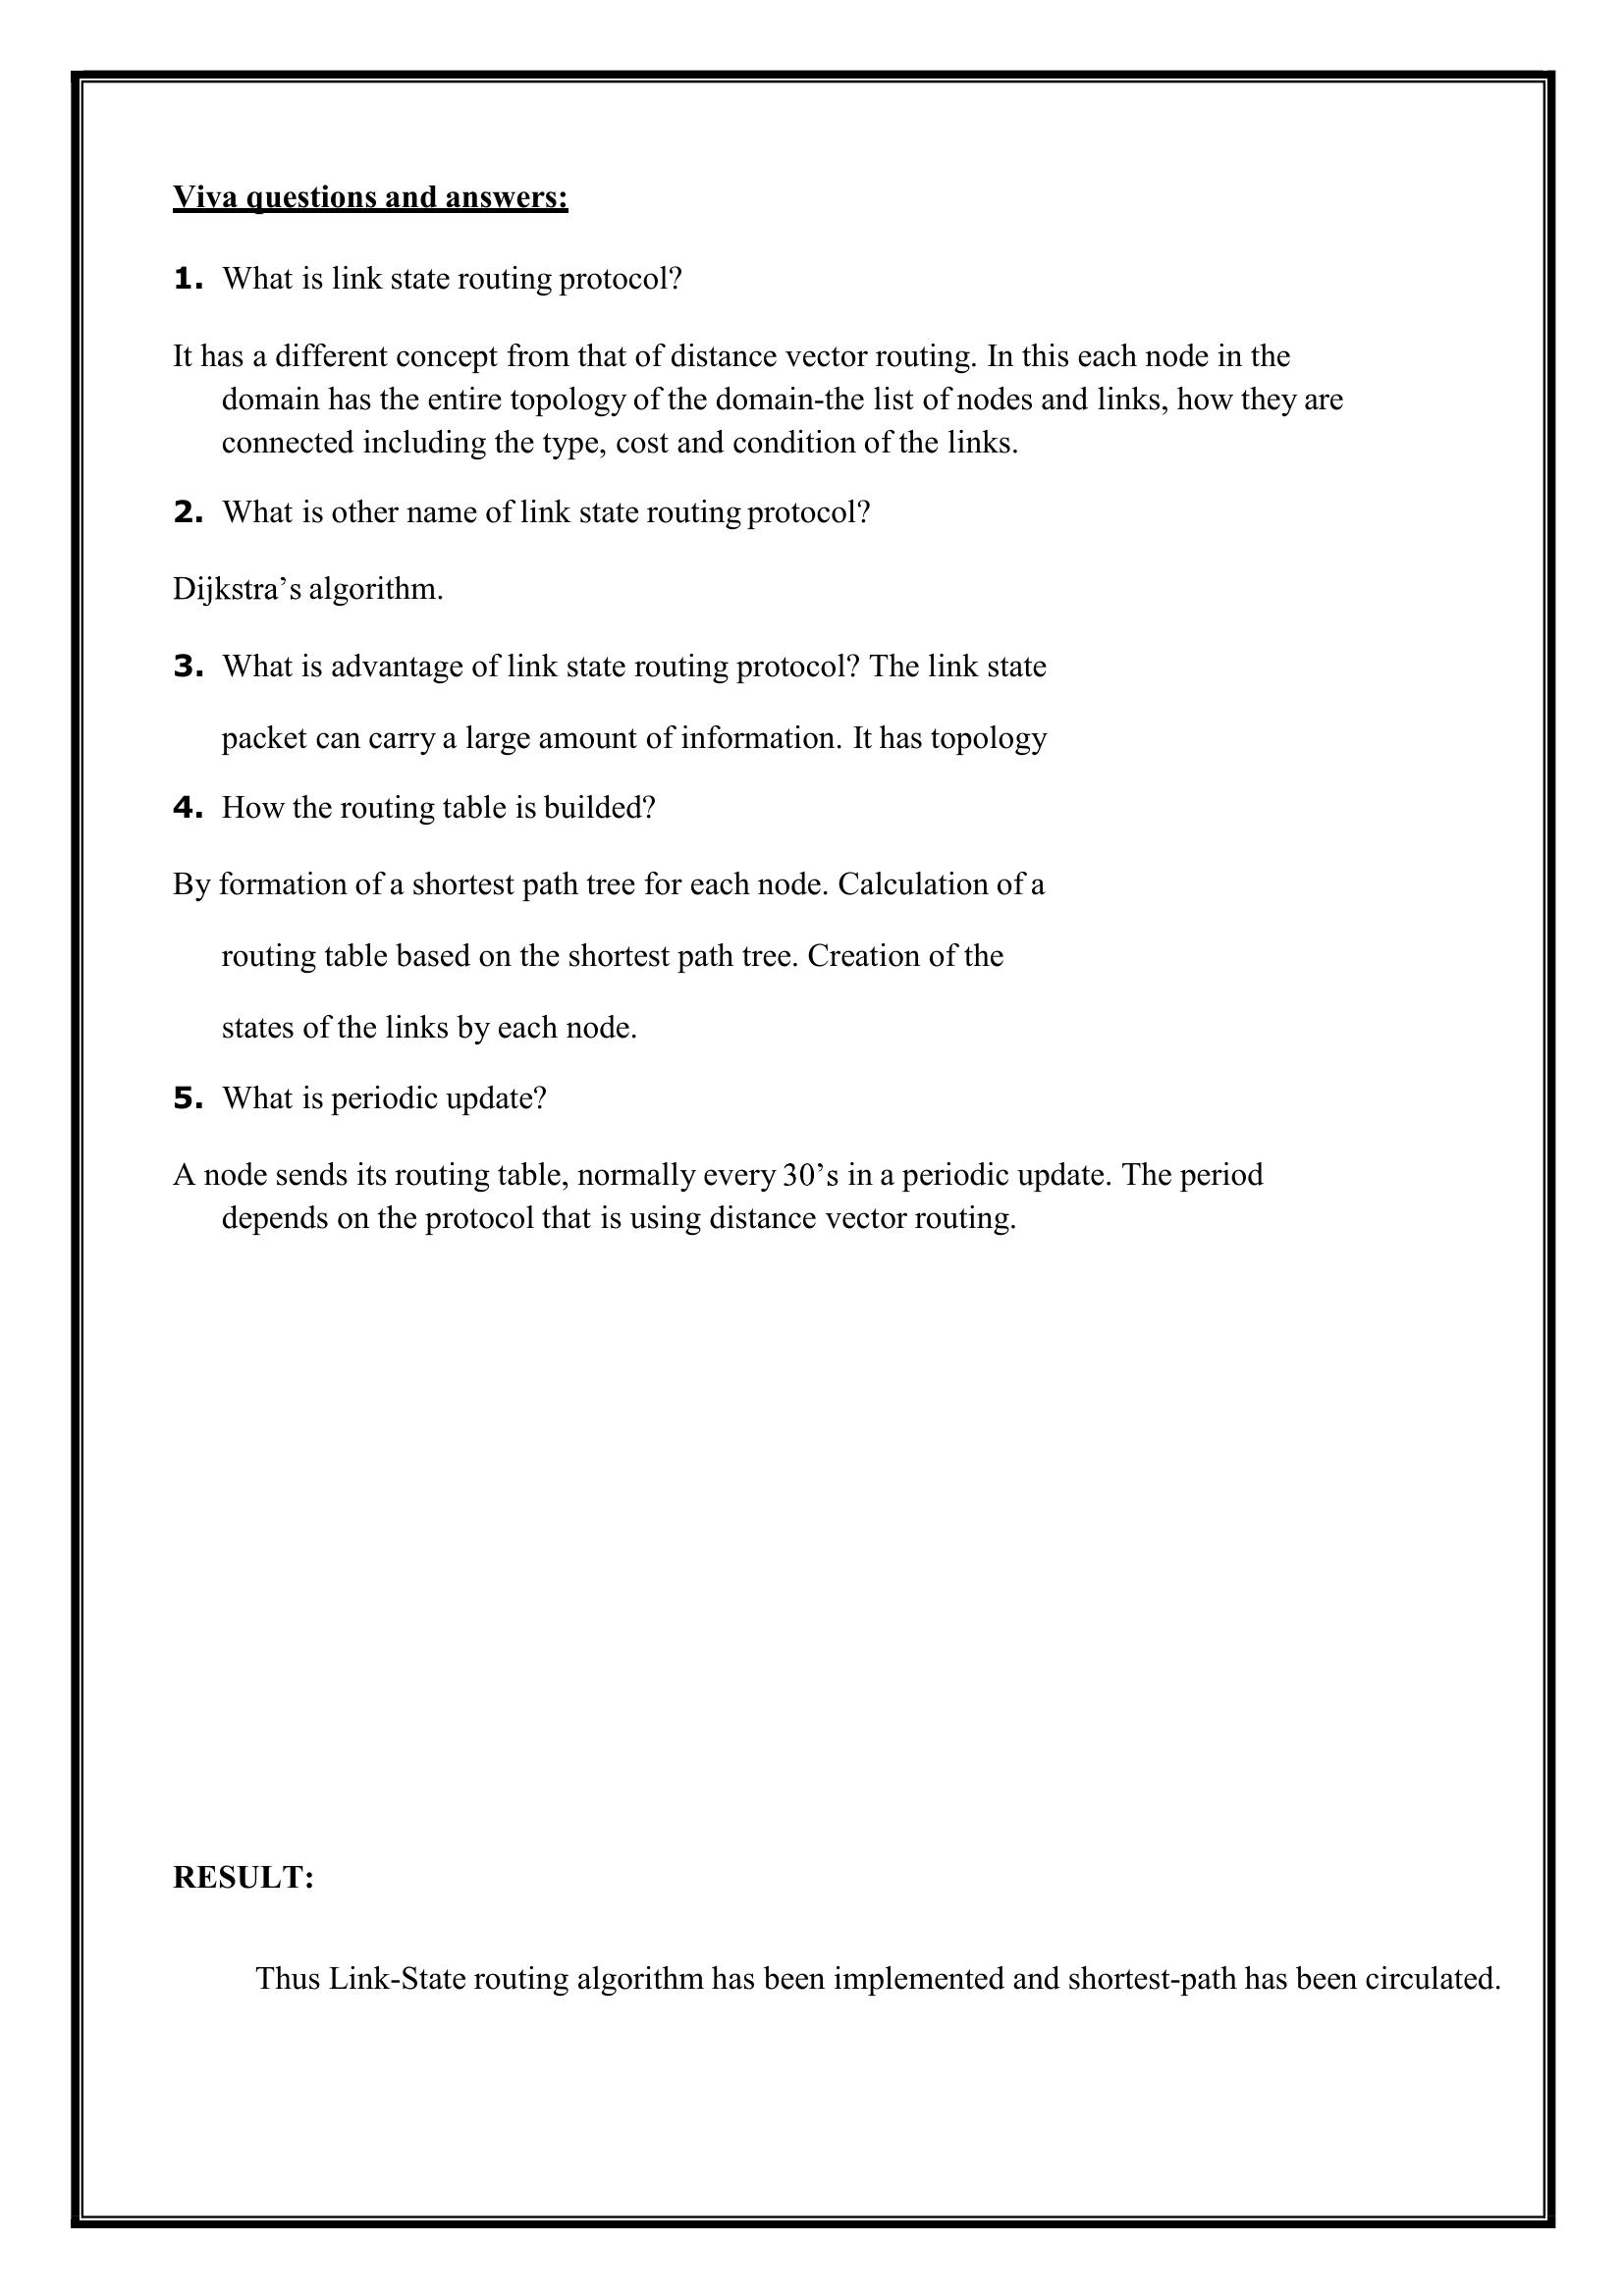 Viva questions and answers:
1. What is link state routing protocol?
It has a different concept from that of distance vector routing. In this each node in the
domain has the entire topology of the domain-the list of nodes and links, how they are
connected including the type, cost and condition of the links.
2. What is other name of link state routing protocol?
Dijkstra’s algorithm.
3. What is advantage of link state routing protocol? The link state
packet can carry a large amount of information. It has topology
4. How the routing table is builded?
By formation of a shortest path tree for each node. Calculation of a
routing table based on the shortest path tree. Creation of the
states of the links by each node.
5. What is periodic update?
A node sends its routing table, normally every 30’s in a periodic update. The period
depends on the protocol that is using distance vector routing.
RESULT:
Thus Link-State routing algorithm has been implemented and shortest-path has been circulated.